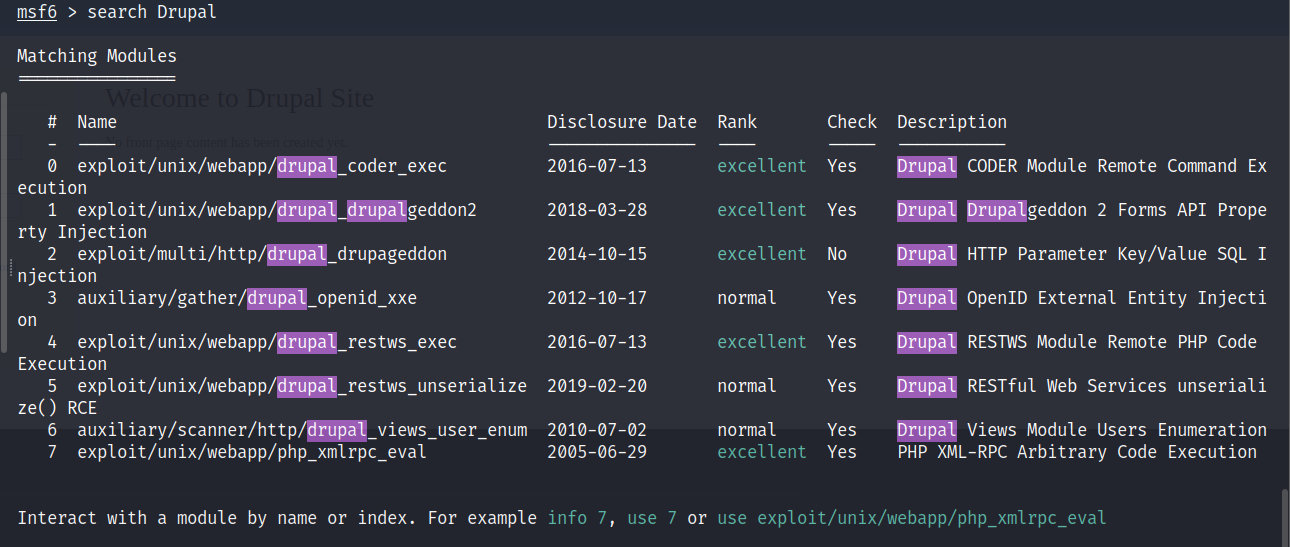 msf6 > search Drupal
Matching Modules
================
Welcome to Drupal Site
No front page content has been created yet.
# Name Disclosure Date Rank Check Description
- ---- --------------- ---- ----- -----------
0 exploit/unix/webapp/drupal_coder_exec 2016-07-13 excellent Yes Drupal CODER Module Remote Command Ex
ecution
1 exploit/unix/webapp/drupal_drupalgeddon2 2018-03-28 excellent Yes Drupal Drupalgeddon 2 Forms API Prope
rty Injection
2 exploit/multi/http/drupal_drupageddon 2014-10-15 excellent No Drupal HTTP Parameter Key/Value SQL I
njection
3 auxiliary/gather/drupal_openid_xxe 2012-10-17 normal Yes Drupal OpenID External Entity Injecti
on
4 exploit/unix/webapp/drupal_restws_exec 2016-07-13 excellent Yes Drupal RESTWS Module Remote PHP Code
Execution
5 exploit/unix/webapp/drupal_restws_unserialize 2019-02-20 normal Yes Drupal RESTful Web Services unseriali
ze() RCE
6 auxiliary/scanner/http/drupal_views_user_enum 2010-07-02 normal Yes Drupal Views Module Users Enumeration
7 exploit/unix/webapp/php_xmlrpc_eval 2005-06-29 excellent Yes PHP XML-RPC Arbitrary Code Execution
Interact with a module by name or index. For example info 7, use 7 or use exploit/unix/webapp/php_xmlrpc_eval